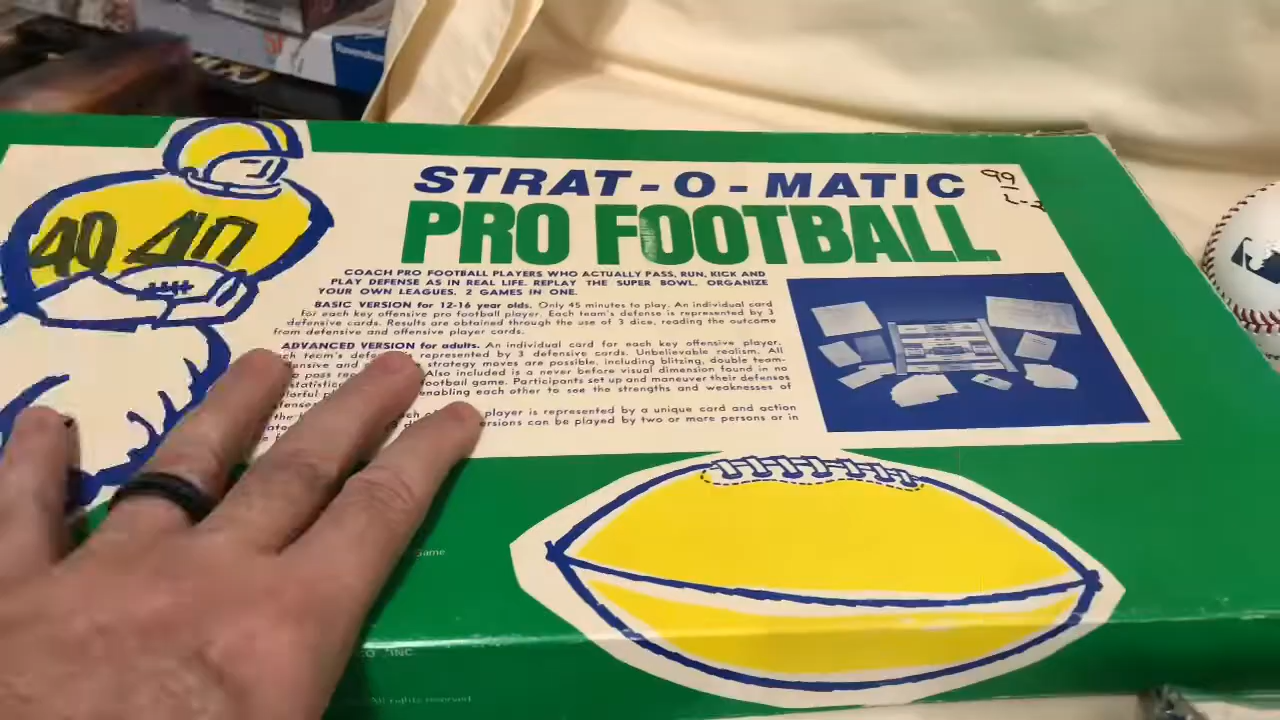 Ravensbu
STRAT-O-MATIC
99
L-2
PRO FOOTBALL
40 40
COACH PRO FOOTBALL PLAYERS WHO ACTUALLY PASS, RUN, KICK AND
PLAY DEFENSE AS IN REAL LIFE. REPLAY THE SUPER BOWL. ORGANIZE
YOUR OWN LEAGUES. 2 GAMES IN ONE.
BASIC VERSION for 12-16 year olds. Only 45 minutes to play. An individual card
for each key offensive pro football player. Each team's defense is represented by 3
defensive cards. Results are obtained through the use of 3 dice, reading the outcome
from defensive and offensive player cards.
ADVANCED VERSION for adults. An individual card for each key offensive player.
team's represented by 3 defensive cards. Unbelievable realism. All
strategy moves are possible, including blitzing, double team-
Also included is a never before visual dimension found in no
football game. Participants set up and maneuver their defenses
enabling each other to see the strengths and weaknesses of
player is represented by a unique card and action
can be played by two or more persons or in
Game
INC.
All rights reserved